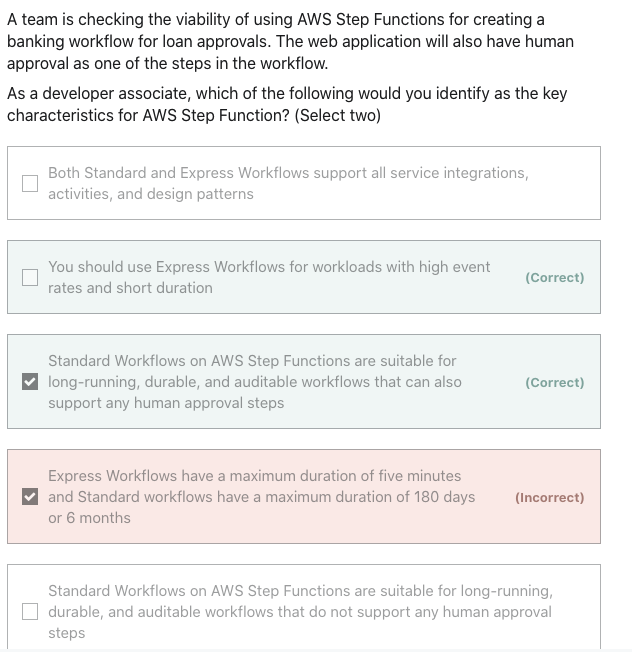 A team is checking the viability of using AWS Step Functions for creating a
banking workflow for loan approvals. The web application will also have human
approval as one of the steps in the workflow.
As a developer associate, which of the following would you identify as the key
characteristics for AWS Step Function? (Select two)
Both Standard and Express Workflows support all service integrations,
activities, and design patterns
You should use Express Workflows for workloads with high event
rates and short duration
(Correct)
Standard Workflows on AWS Step Functions are suitable for
long-running, durable, and auditable workflows that can also
support any human approval steps
(Correct)
Express Workflows have a maximum duration of five minutes
and Standard workflows have a maximum duration of 180 days
or 6 months
(Incorrect)
Standard Workflows on AWS Step Functions are suitable for long-running,
durable, and auditable workflows that do not support any human approval
steps